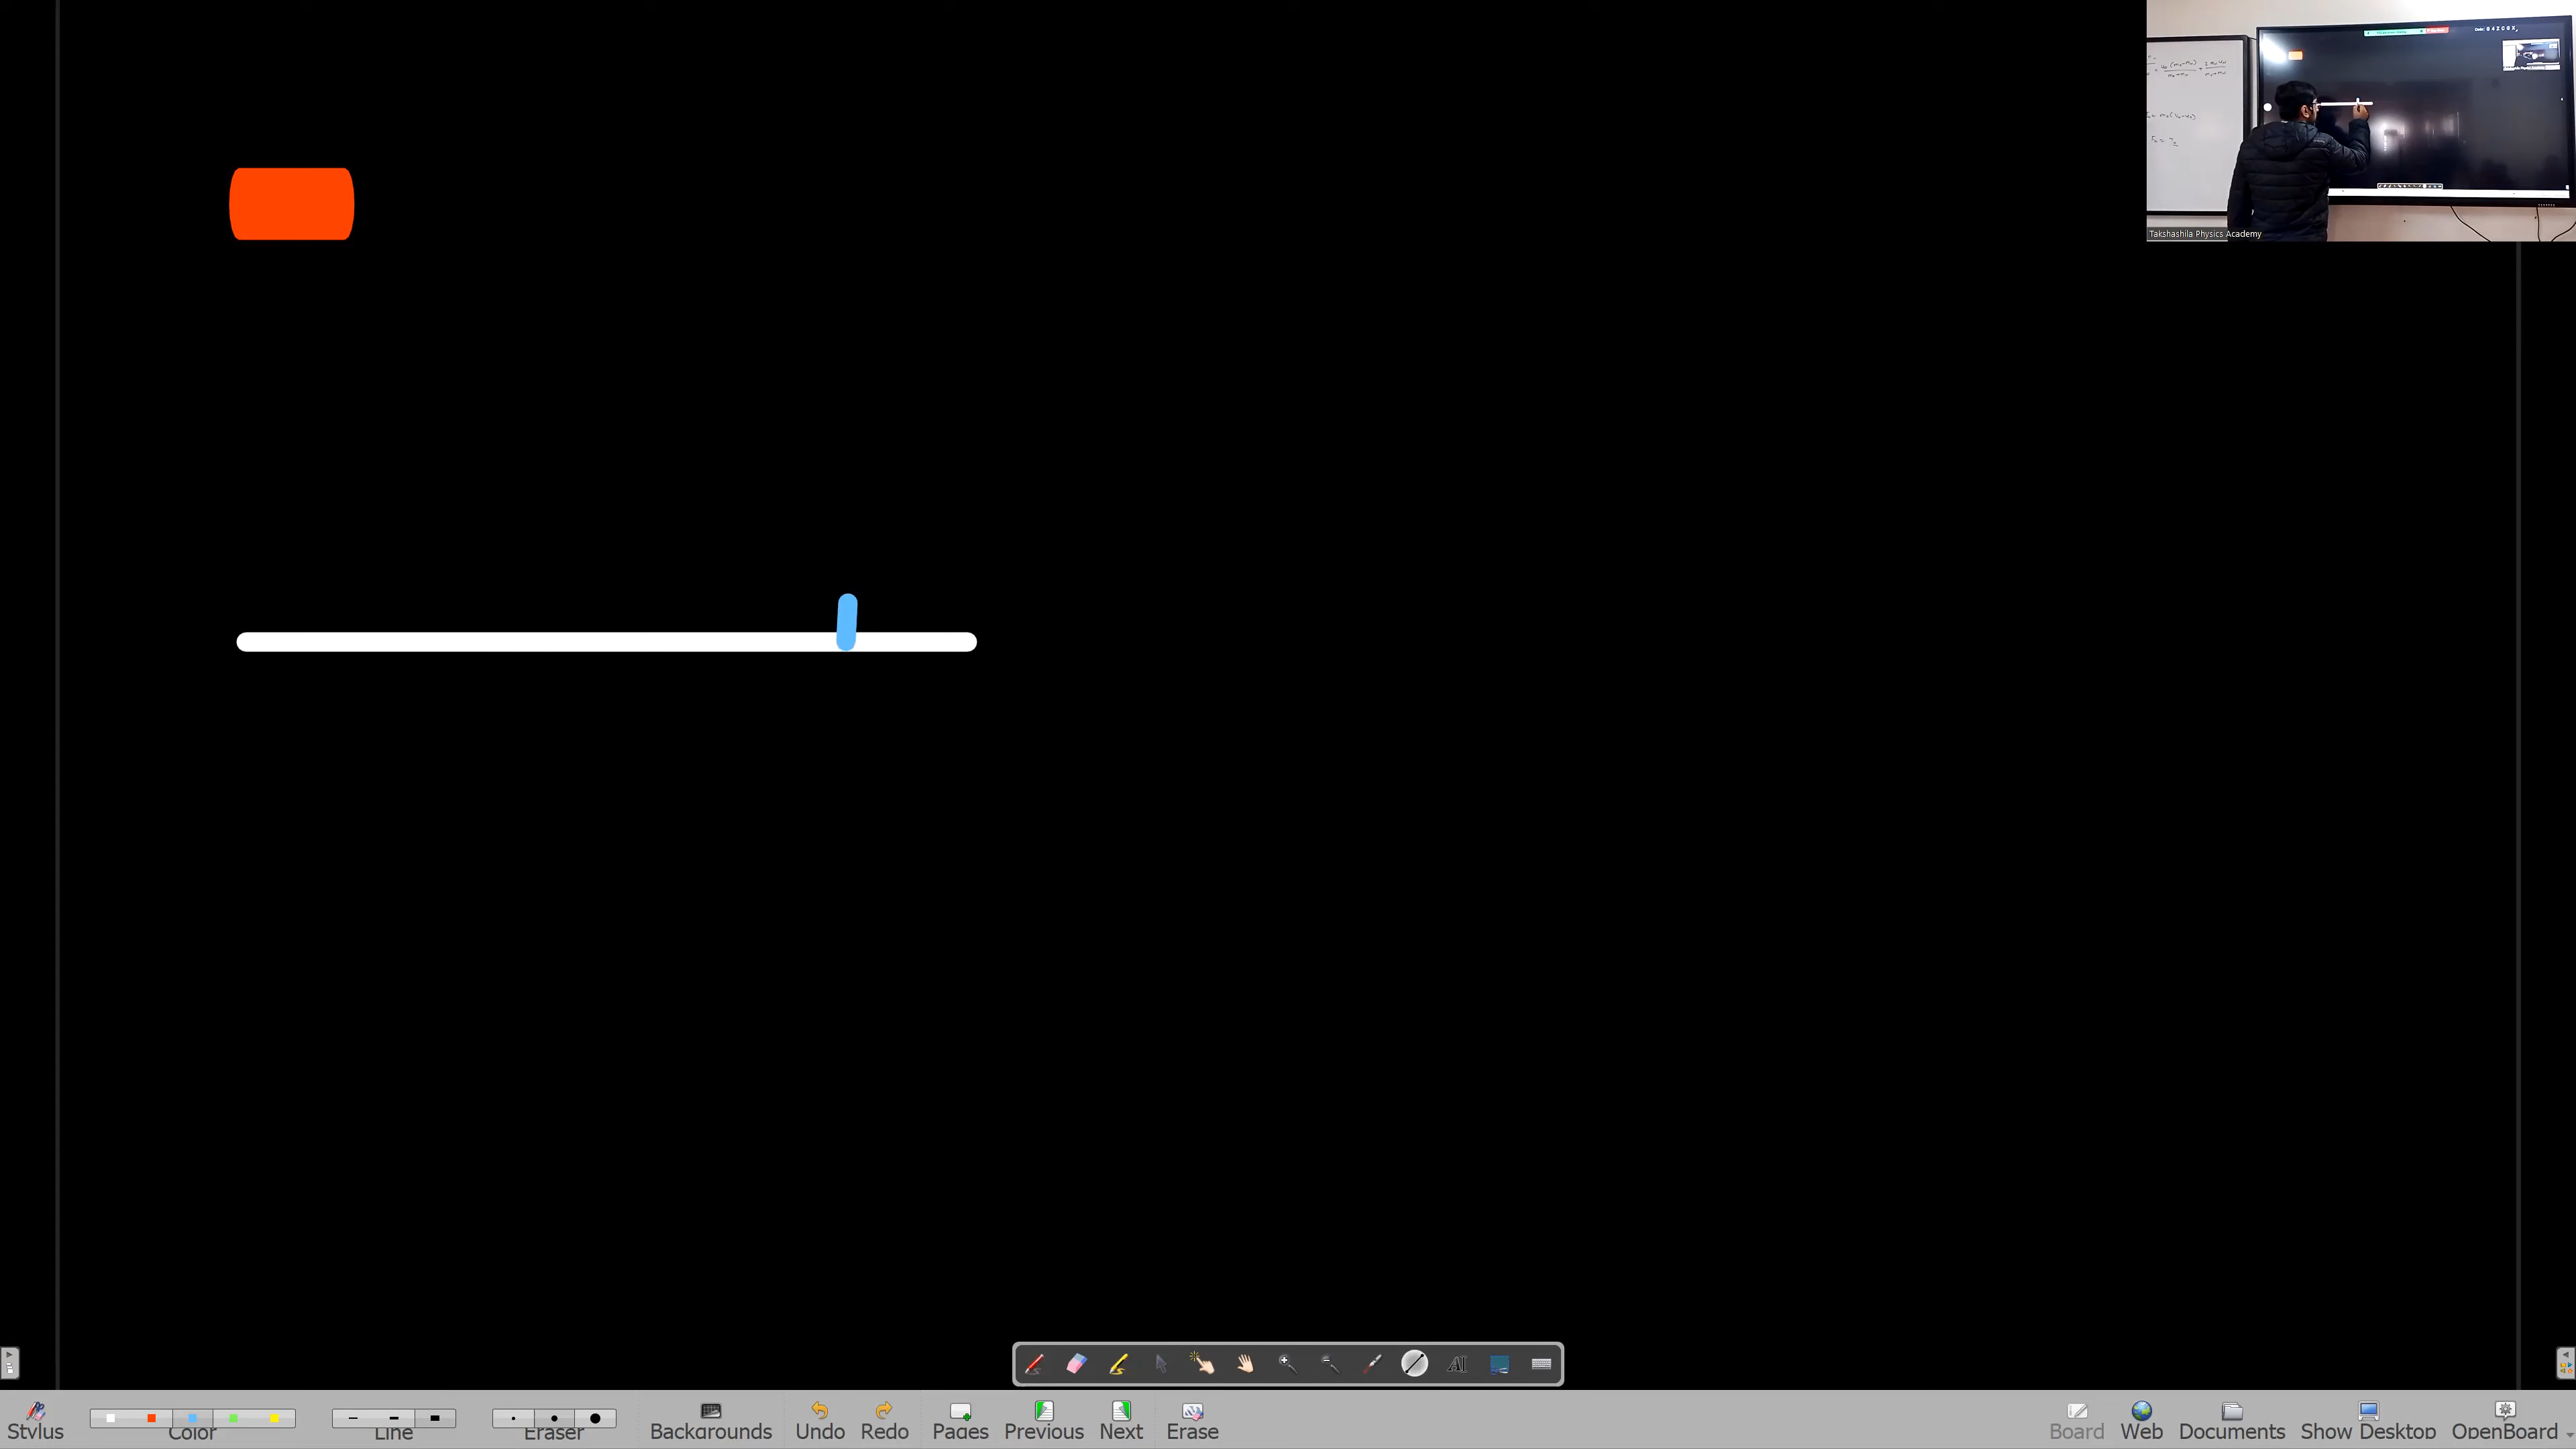 Takshashila Physics Academy
Stylus
Color
Line
Eraser
Backgrounds
Undo
Redo
Pages
Previous
Next
Erase
Board
Web
Documents
Show Desktop
OpenBoard